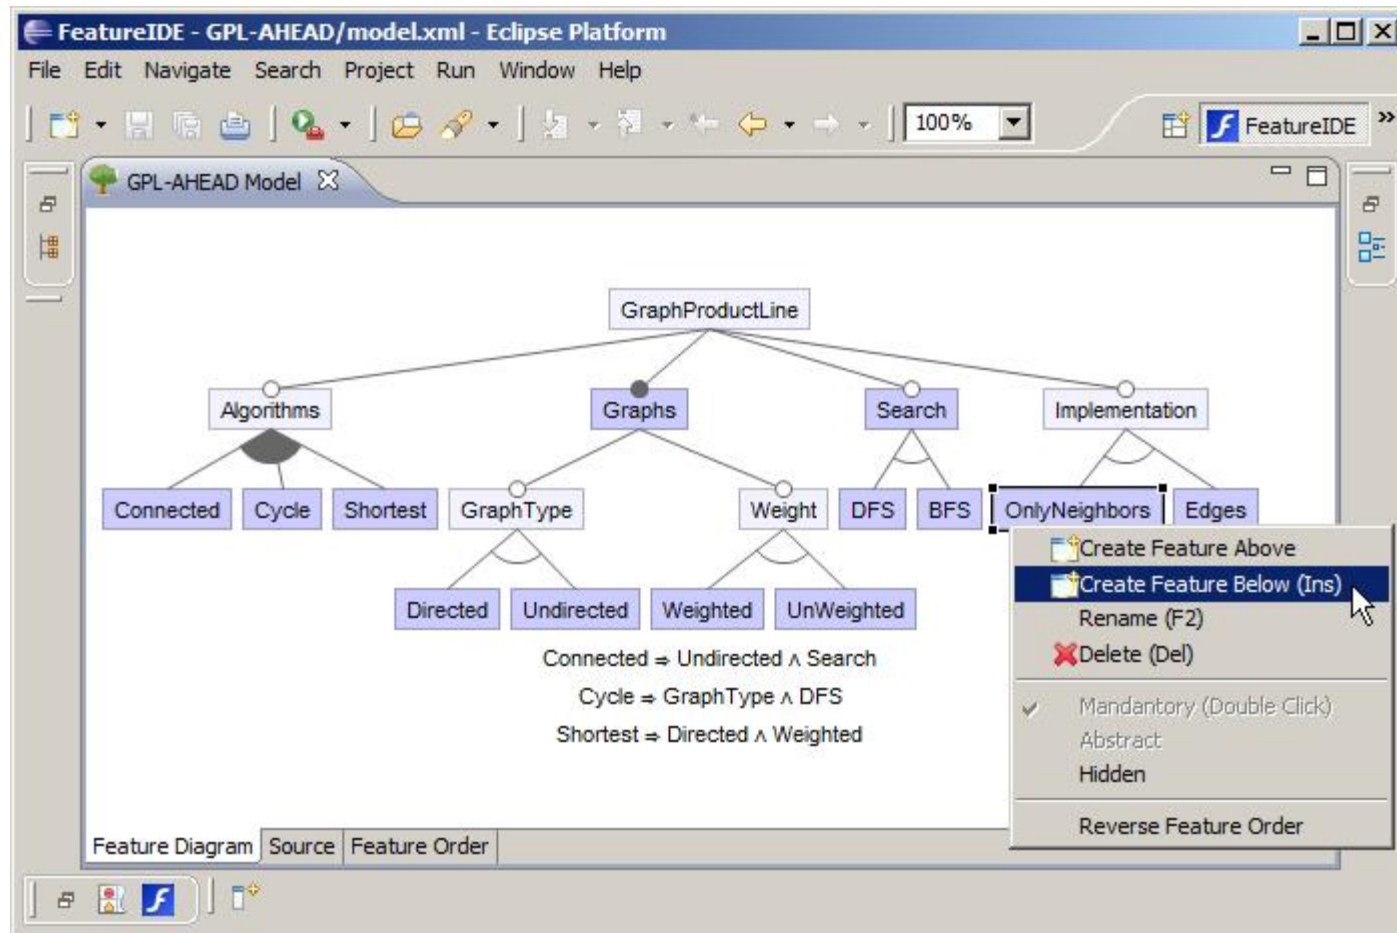 FeatureIDE - GPL-AHEAD/model.xml - Eclipse Platform
File Edit Navigate Search Project Run Window Help
100%
FeatureIDE
GPL-AHEAD Model
GraphProductLine
Algorithms Graphs Search Implementation
Connected Cycle Shortest GraphType Weight DFS BFS OnlyNeighbors Edges
Directed Undirected Weighted UnWeighted
Connected ⇒ Undirected ∧ Search
Cycle ⇒ GraphType ∧ DFS
Shortest ⇒ Directed ∧ Weighted
Create Feature Above
Create Feature Below (Ins)
Rename (F2)
Delete (Del)
Mandantory (Double Click)
Abstract
Hidden
Reverse Feature Order
Feature Diagram Source Feature Order